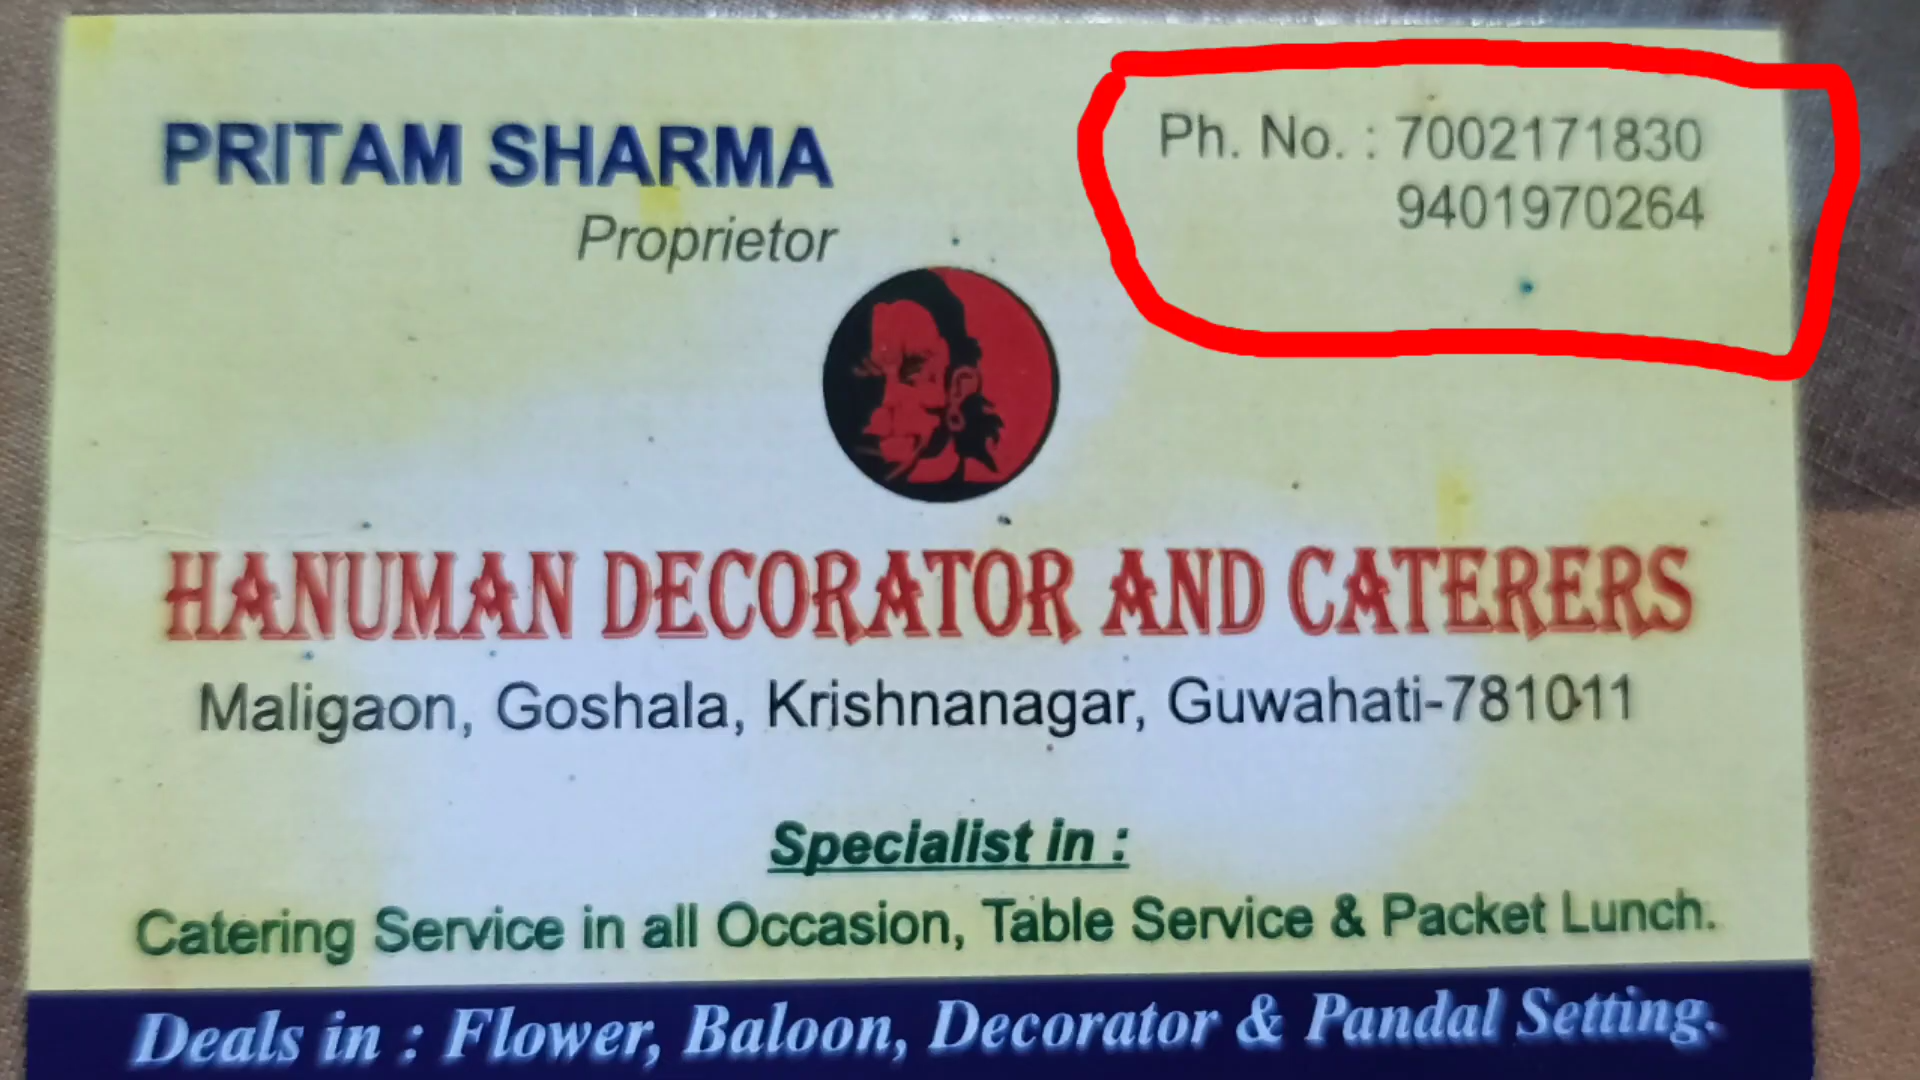 PRITAM SHARMA
Proprietor
Ph. No. : 7002171830
9401970264
HANUMAN DECORATOR AND CATERERS
Maligaon, Goshala, Krishnanagar, Guwahati-781011
Specialist in :
Catering Service in all Occasion, Table Service & Packet Lunch.
Deals in : Flower, Baloon, Decorator & Pandal Setting.